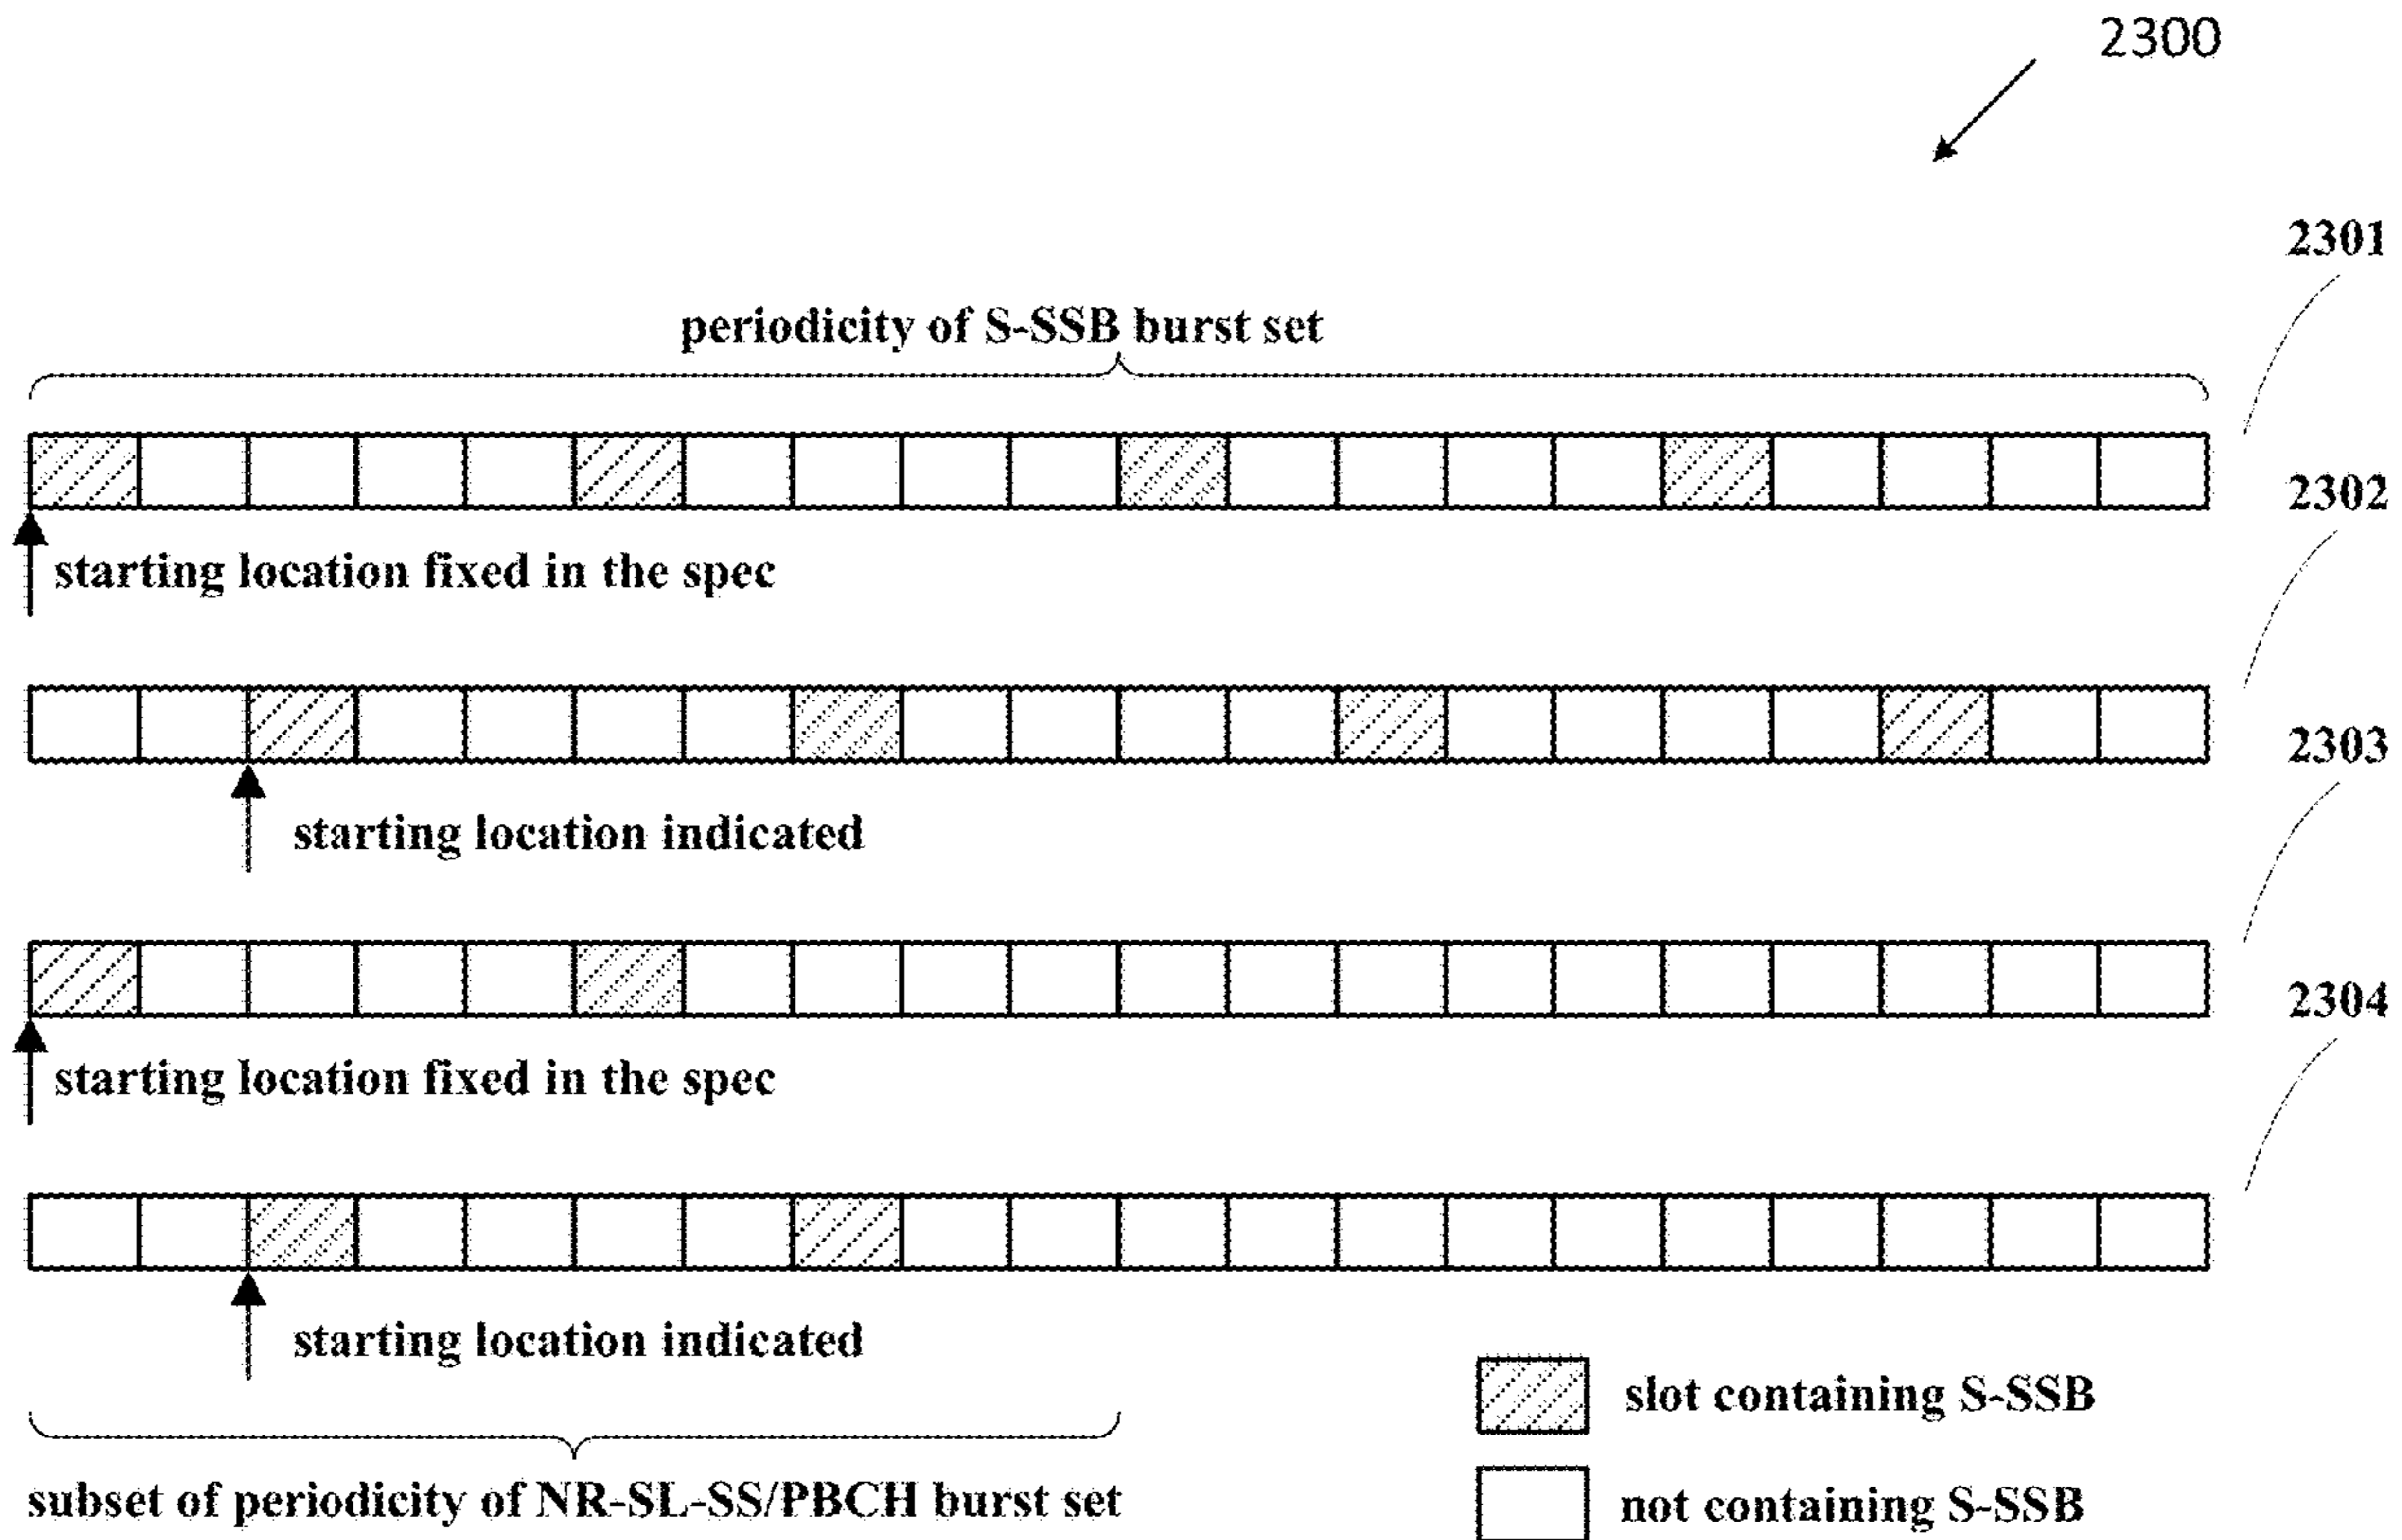 2300
2301
periodicity of S-SSB burst set
2302
starting location fixed in the spec
2303
starting location indicated
2304
starting location fixed in the spec
starting location indicated
slot containing S-SSB
subset of periodicity of NR-SL-SS/PBCH burst set
not containing S-SSB